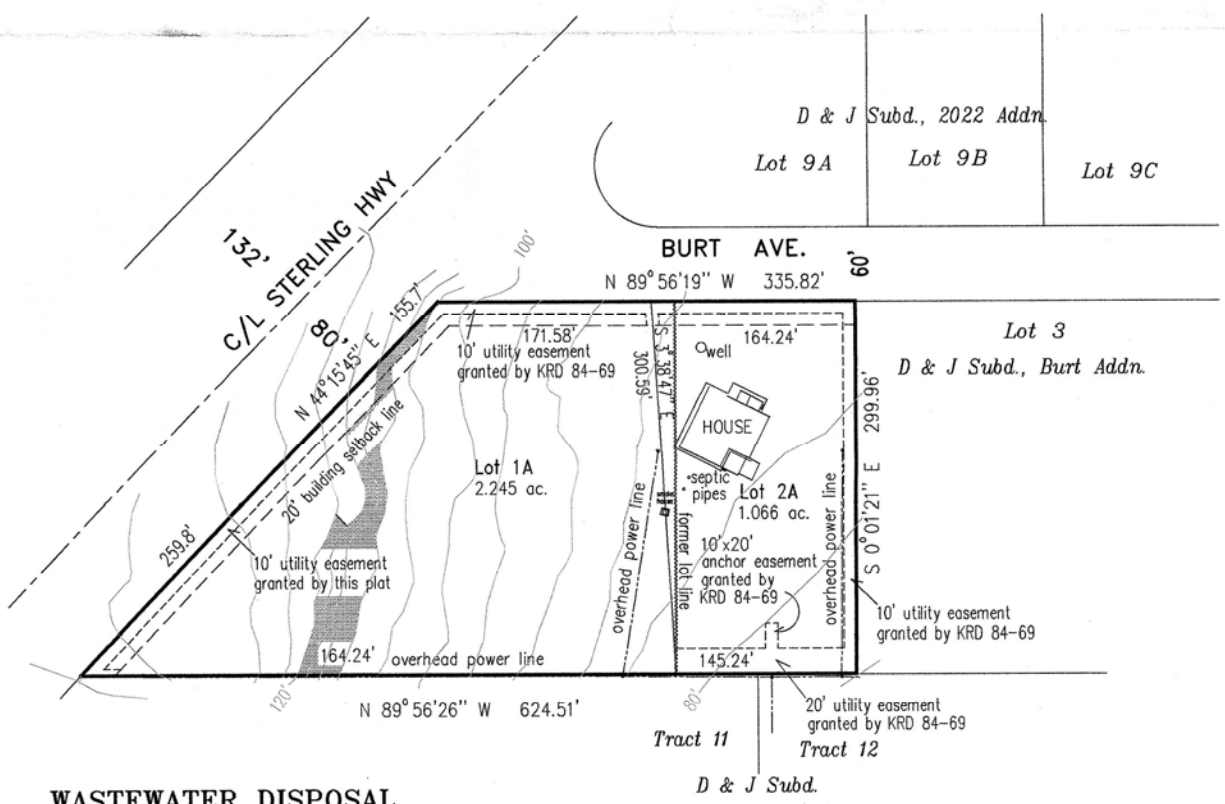 D & J Subd., 2022 Addn.
Lot 9A
Lot 9B
Lot 9C
132'
C/L STERLING HWY
80'
BURT AVE.
60'
N 89°56'19" W 335.82'
100'
155.7'
N 44°15'45" E
259.8'
20' building setback line
171.58'
10' utility easement
granted by KRD 84-69
300.59'
S 3°38'47" E
164.24'
well
HOUSE
Lot 3
D & J Subd., Burt Addn.
299.96'
S 0°01'21" E
Lot 1A
2.245 ac.
septic
pipes
Lot 2A
1.066 ac.
overhead power line
former lot line
10'x20'
anchor easement
granted by
KRD 84-69
overhead power line
10' utility easement
granted by this plat
10' utility easement
granted by KRD 84-69
164.24'
overhead power line
145.24'
120'
N 89°56'26" W 624.51'
80'
20' utility easement
granted by KRD 84-69
Tract 11
Tract 12
D & J Subd.
WASTEWATER DISPOSAL